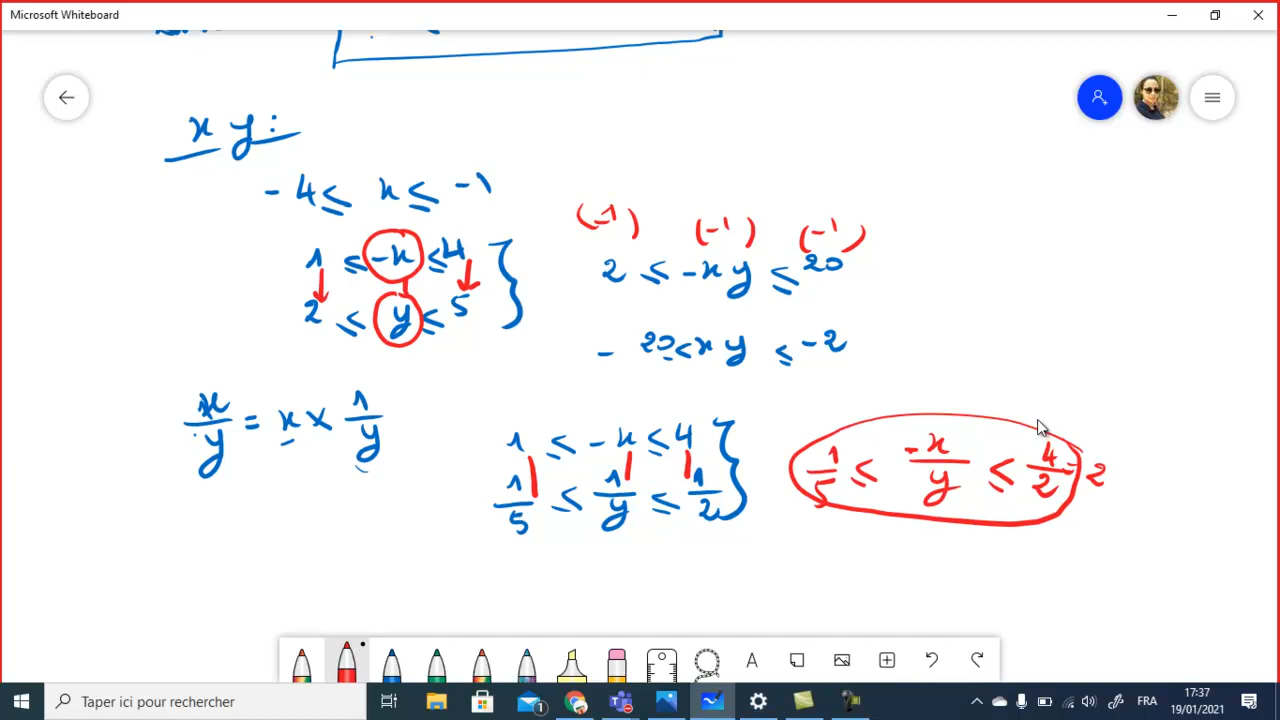 Microsoft Whiteboard
x y :
- 4 ≤ x ≤ -1
1 ≤ -x ≤ 4
2 ≤ y ≤ 5
(-1) (-1) (-1)
2 ≤ -x y ≤ 20
- 20 ≤ x y ≤ -2
x/y = x × 1/y
1 ≤ -x ≤ 4
1/5 ≤ 1/y ≤ 1/2
1/5 ≤ -x/y ≤ 4/2 = 2
A
Taper ici pour rechercher
1
FRA
17:37
19/01/2021